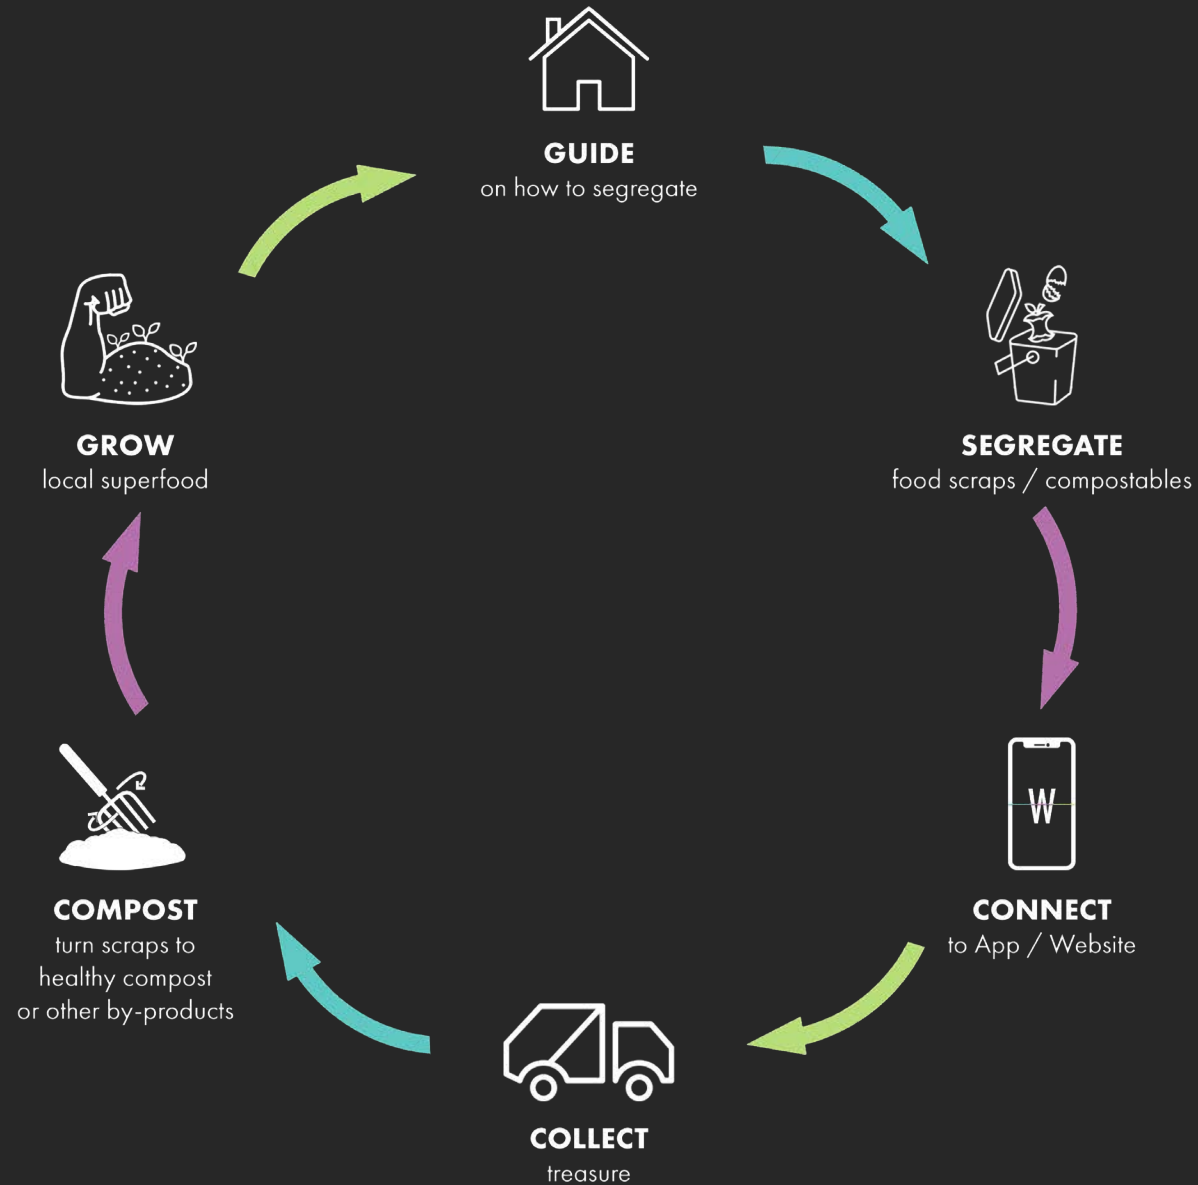 GUIDE
on how to segregate
SEGREGATE
food scraps / compostables
W
CONNECT
to App / Website
COLLECT
treasure
COMPOST
turn scraps to
healthy compost
or other by-products
GROW
local superfood